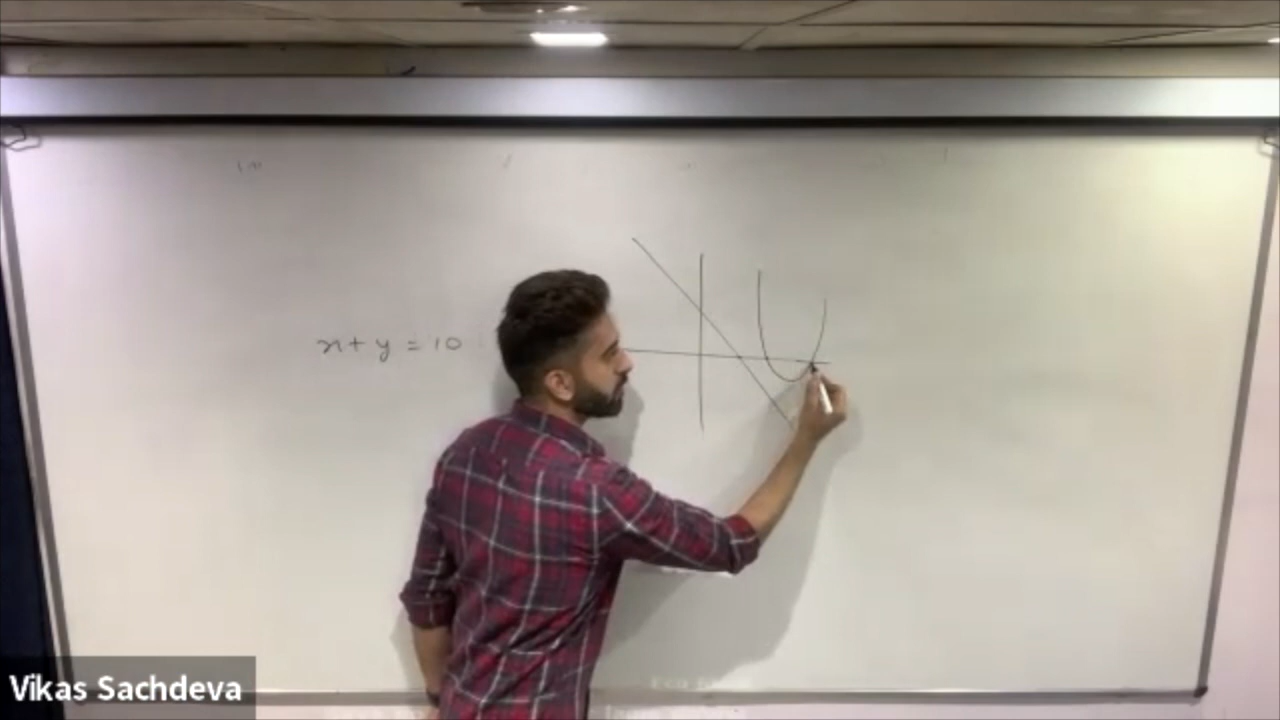 x + y = 10
Vikas Sachdeva